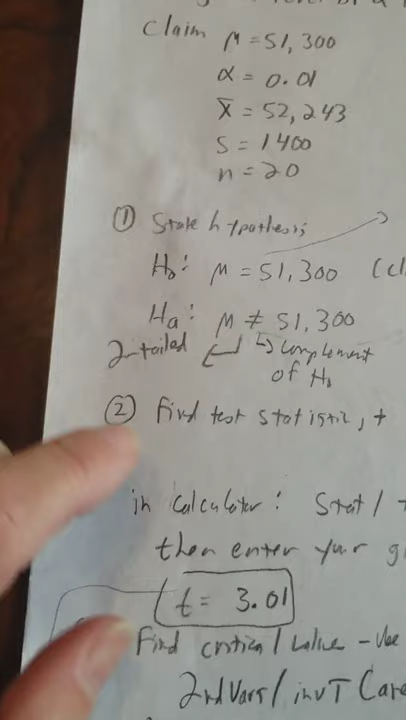 Claim μ = 51,300
α = 0.01
x̄ = 52,243
s = 1400
n = 20
① State hypothesis
H₀: μ = 51,300 (cl
Hₐ: μ ≠ 51,300
2-tailed ↳ complement
of H₀
② Find test statistic, t
in calculator: Stat /
then enter your g
t = 3.01
Find critical value - Use
2nd Vars / invT